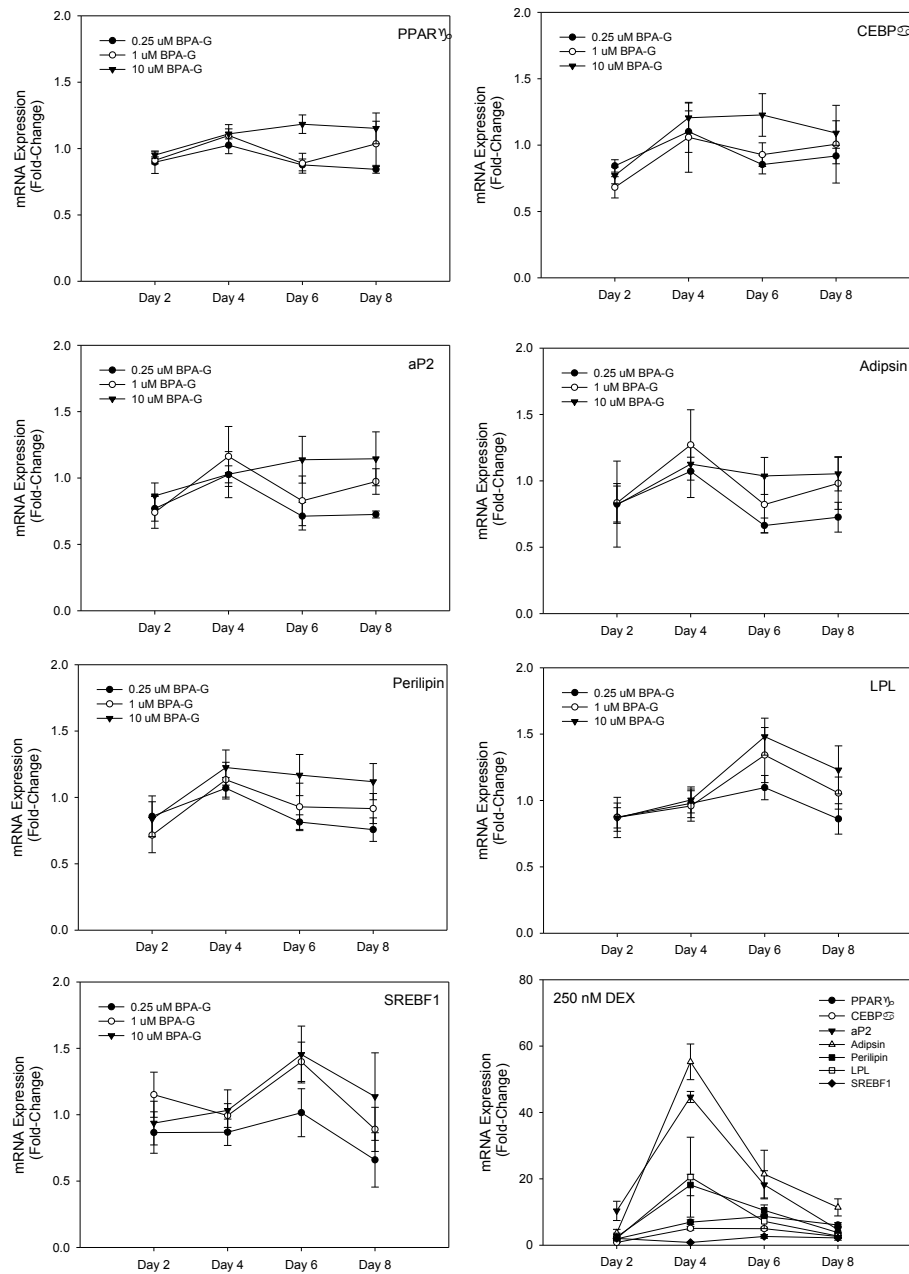 PPAR♑
0.25 uM BPA-G
1 uM BPA-G
10 uM BPA-G
mRNA Expression
(Fold-Change)
2.0
1.5
1.0
0.5
0.0
Day 2 Day 4 Day 6 Day 8
CEBP♋
0.25 uM BPA-G
1 uM BPA-G
10 uM BPA-G
mRNA Expression
(Fold-Change)
2.0
1.5
1.0
0.5
0.0
Day 2 Day 4 Day 6 Day 8
aP2
0.25 uM BPA-G
1 uM BPA-G
10 uM BPA-G
mRNA Expression
(Fold-Change)
2.0
1.5
1.0
0.5
0.0
Day 2 Day 4 Day 6 Day 8
Adipsin
0.25 uM BPA-G
1 uM BPA-G
10 uM BPA-G
mRNA Expression
(Fold-Change)
2.0
1.5
1.0
0.5
0.0
Day 2 Day 4 Day 6 Day 8
Perilipin
0.25 uM BPA-G
1 uM BPA-G
10 uM BPA-G
mRNA Expression
(Fold-Change)
2.0
1.5
1.0
0.5
0.0
Day 2 Day 4 Day 6 Day 8
LPL
0.25 uM BPA-G
1 uM BPA-G
10 uM BPA-G
mRNA Expression
(Fold-Change)
2.0
1.5
1.0
0.5
0.0
Day 2 Day 4 Day 6 Day 8
SREBF1
0.25 uM BPA-G
1 uM BPA-G
10 uM BPA-G
mRNA Expression
(Fold-Change)
2.0
1.5
1.0
0.5
0.0
Day 2 Day 4 Day 6 Day 8
250 nM DEX
PPAR♑
CEBP♋
aP2
Adipsin
Perilipin
LPL
SREBF1
mRNA Expression
(Fold-Change)
80
60
40
20
0
Day 2 Day 4 Day 6 Day 8